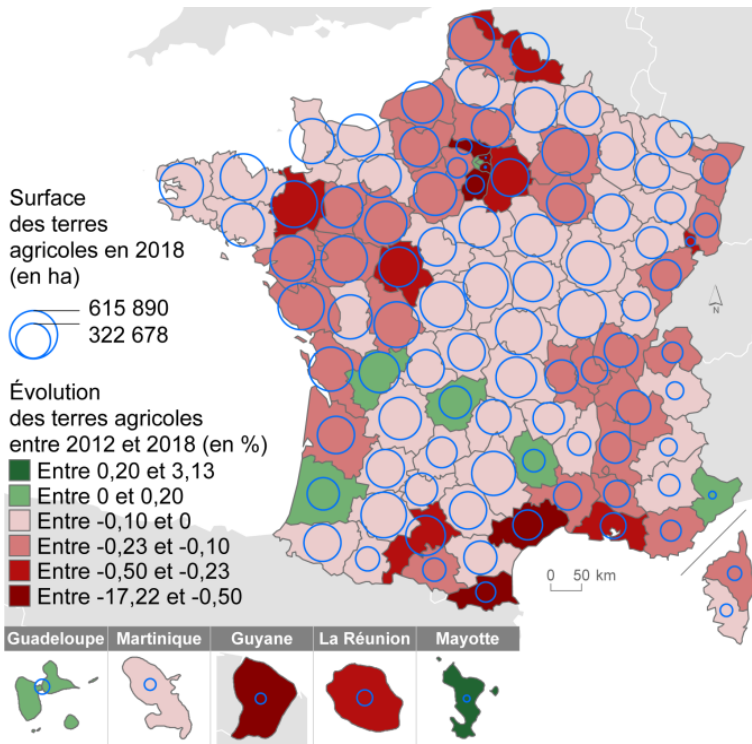 Surface
des terres
agricoles en 2018
(en ha)
615 890
322 678
Évolution
des terres agricoles
entre 2012 et 2018 (en %)
Entre 0,20 et 3,13
Entre 0 et 0,20
Entre -0,10 et 0
Entre -0,23 et -0,10
Entre -0,50 et -0,23
Entre -17,22 et -0,50
N
0 50 km
Guadeloupe Martinique Guyane La Réunion Mayotte